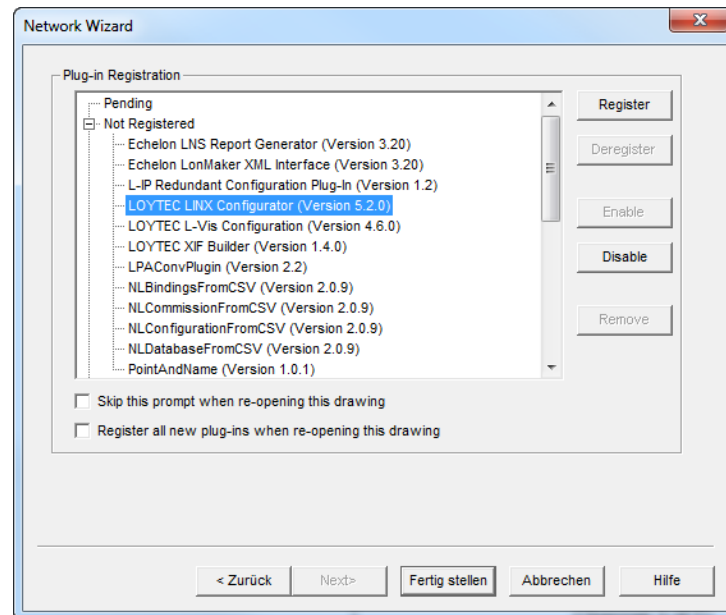 Network Wizard
Plug-in Registration
Pending
Not Registered
Echelon LNS Report Generator (Version 3.20)
Echelon LonMaker XML Interface (Version 3.20)
L-IP Redundant Configuration Plug-In (Version 1.2)
LOYTEC LINX Configurator (Version 5.2.0)
LOYTEC L-Vis Configuration (Version 4.6.0)
LOYTEC XIF Builder (Version 1.4.0)
LPAConvPlugin (Version 2.2)
NLBindingsFromCSV (Version 2.0.9)
NLCommissionFromCSV (Version 2.0.9)
NLConfigurationFromCSV (Version 2.0.9)
NLDatabaseFromCSV (Version 2.0.9)
PointAndName (Version 1.0.1)
Register
Deregister
Enable
Disable
Remove
Skip this prompt when re-opening this drawing
Register all new plug-ins when re-opening this drawing
< Zurück Next> Fertig stellen Abbrechen Hilfe